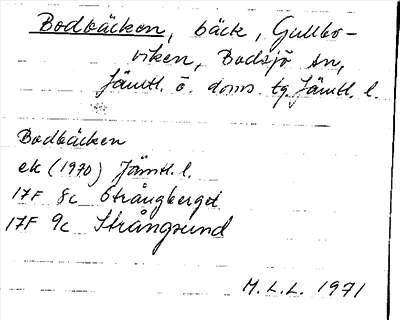 Bodbäcken, bäck, Gullbo-
viken, Bodsjö sn,
Jämtl. ö. doms. tg. Jämtl. l.
Bodbäcken
ek (1970) Jämtl. l.
17F 8c Strångberget
17F 9c Strångsund
M.L.L. 1971